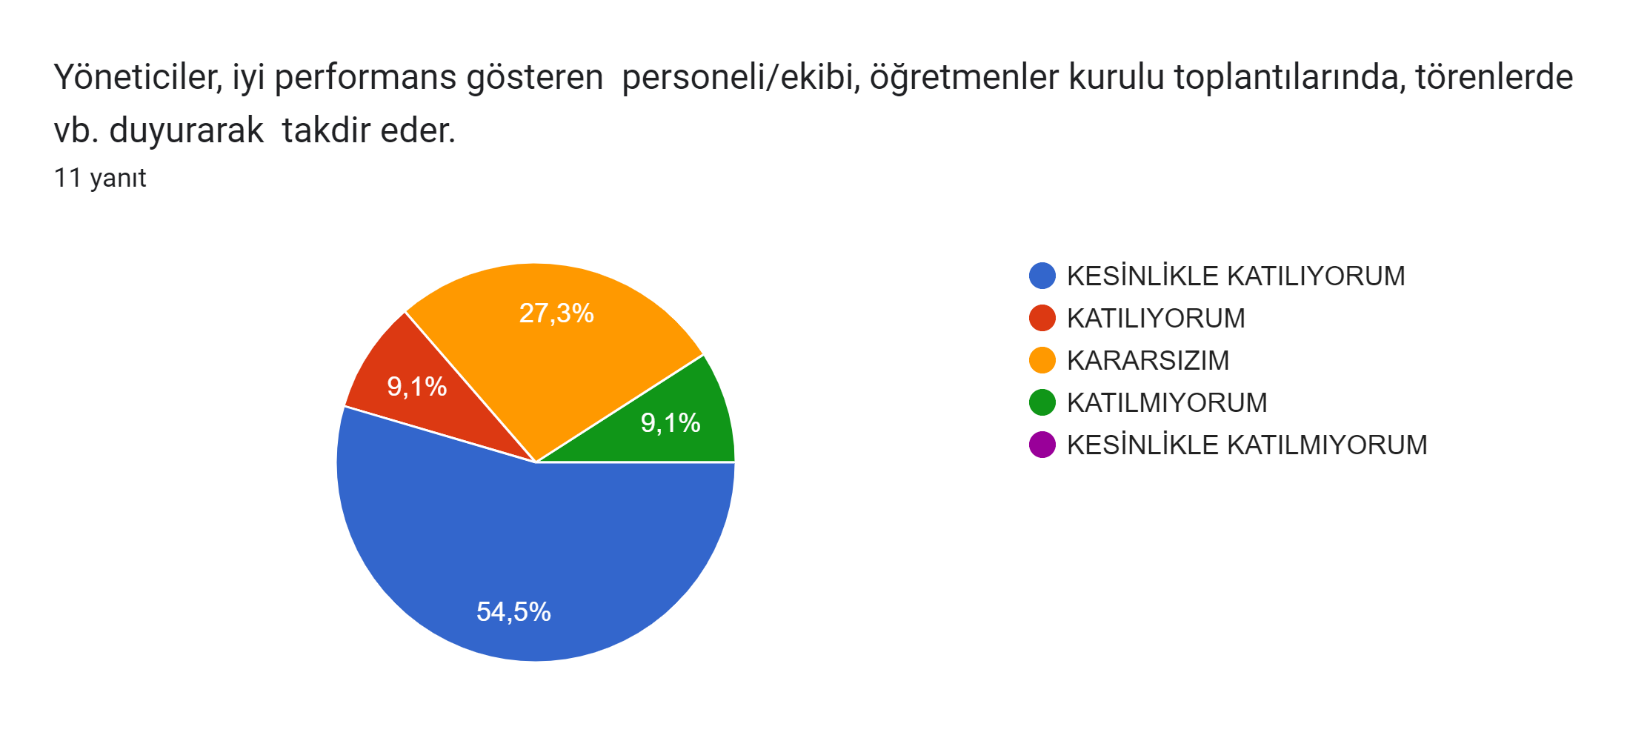 Yöneticiler, iyi performans gösteren  personeli/ekibi, öğretmenler kurulu toplantılarında, törenlerde
vb. duyurarak  takdir eder.
11 yanıt
27,3%
9,1%
9,1%
54,5%
KESİNLİKLE KATILIYORUM
KATILIYORUM
KARARSIZIM
KATILMIYORUM
KESİNLİKLE KATILMIYORUM